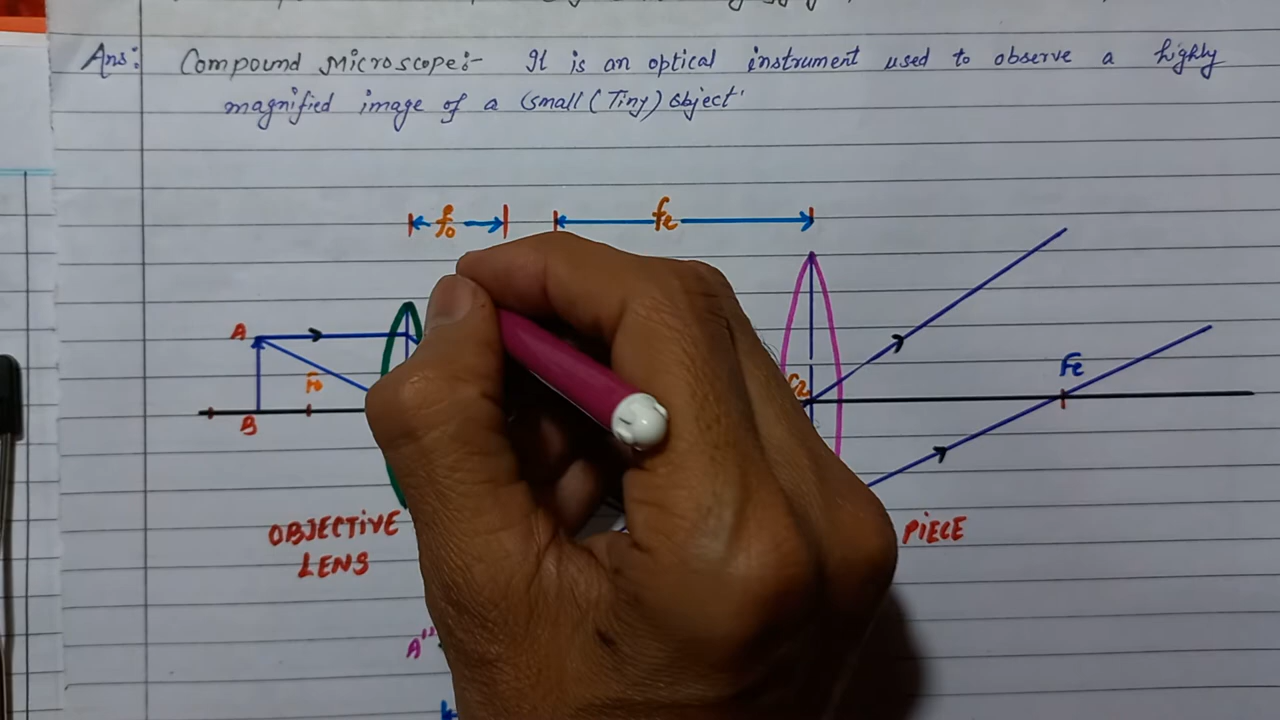 Ans: Compound Microscope:- It is an optical instrument used to observe a highly
magnified image of a small (Tiny) object'
fo fe
A
Fo
B
C2
Fe
OBJECTIVE
LENS
PIECE
A''